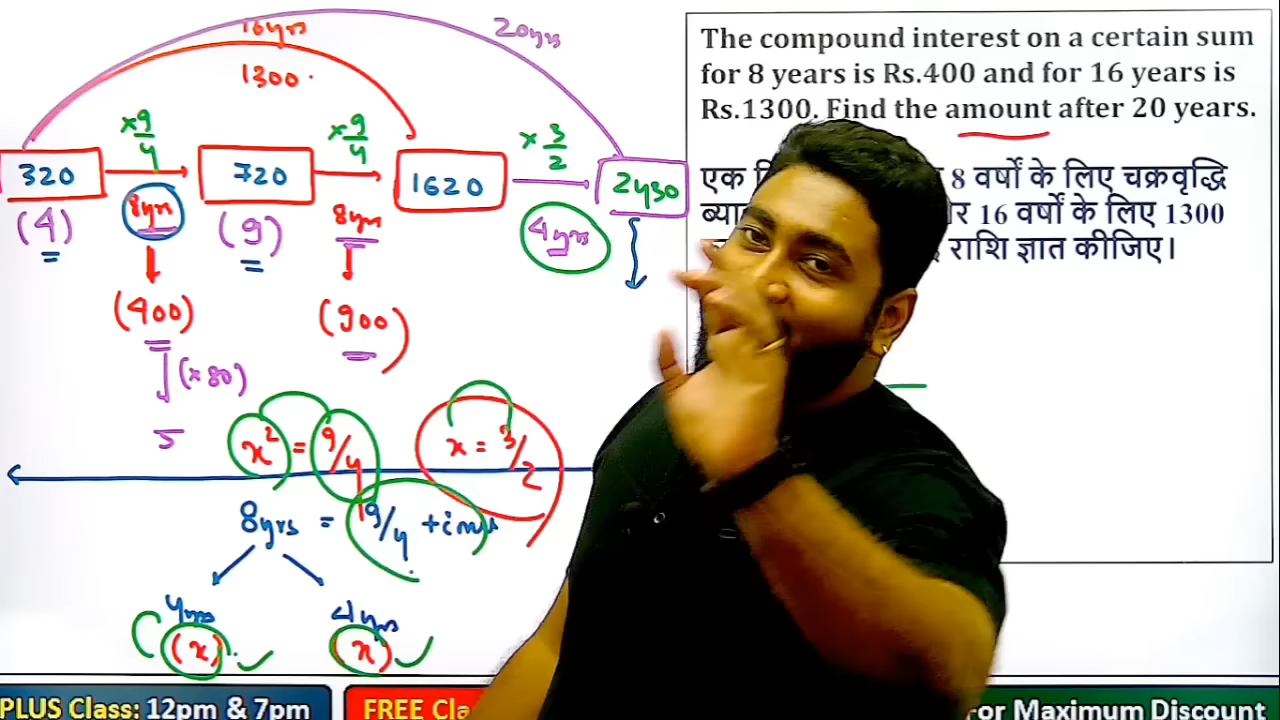 The compound interest on a certain sum
for 8 years is Rs.400 and for 16 years is
Rs.1300. Find the amount after 20 years.
8 वर्षों के लिए चक्रवृद्धि
16 वर्षों के लिए 1300
राशि ज्ञात कीजिए।
16yrs
20yrs
1300
×9/4
×9/4
×3/2
320
720
1620
2430
(4)
8yrs
(9)
8yrs
4yrs
(400)
(900)
(×80)
5
x² = 9/4
x = 3/2
8yrs = 9/4 +
4yrs
4yrs
(x)
(x)
PLUS Class: 12pm & 7pm
FREE
or Maximum Discount